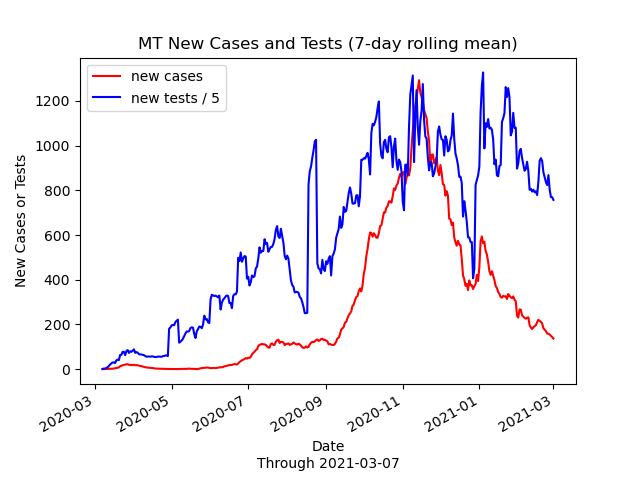 MT New Cases and Tests (7-day rolling mean)
new cases
new tests / 5
New Cases or Tests
1200
1000
800
600
400
200
0
2020-03
2020-05
2020-07
2020-09
2020-11
2021-01
2021-03
Date
Through 2021-03-07